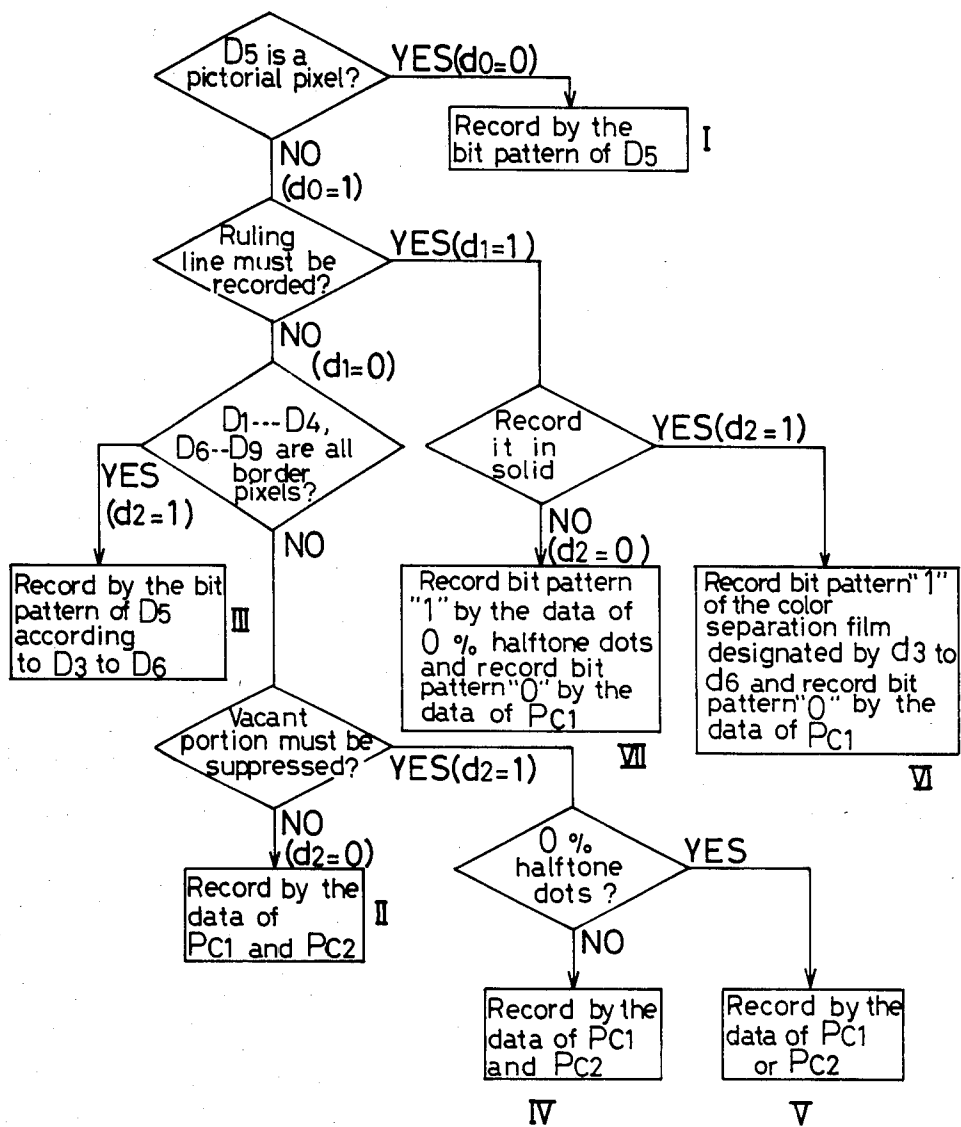 D5 is a
pictorial pixel?
YES(d0=0)
Record by the
bit pattern of D5
I
NO
(d0=1)
Ruling
line must be
recorded?
YES(d1=1)
NO
(d1=0)
D1---D4,
D6--D9 are all
border
pixels?
YES
(d2=1)
NO
Record
it in
solid
YES(d2=1)
NO
(d2=0)
Record by the bit
pattern of D5
according
to D3 to D6
III
Record bit pattern
"1" by the data of
0 % halftone dots
and record bit
pattern "0" by the
data of PC1
VII
Record bit pattern "1"
of the color
separation film
designated by d3 to
d6 and record bit
pattern "0" by the
data of PC1
VI
Vacant
portion must be
suppressed?
YES(d2=1)
NO
(d2=0)
Record by the
data of
PC1 and PC2
II
0 %
halftone
dots ?
YES
NO
Record by the
data of PC1
and PC2
IV
Record by the
data of PC1
or PC2
V